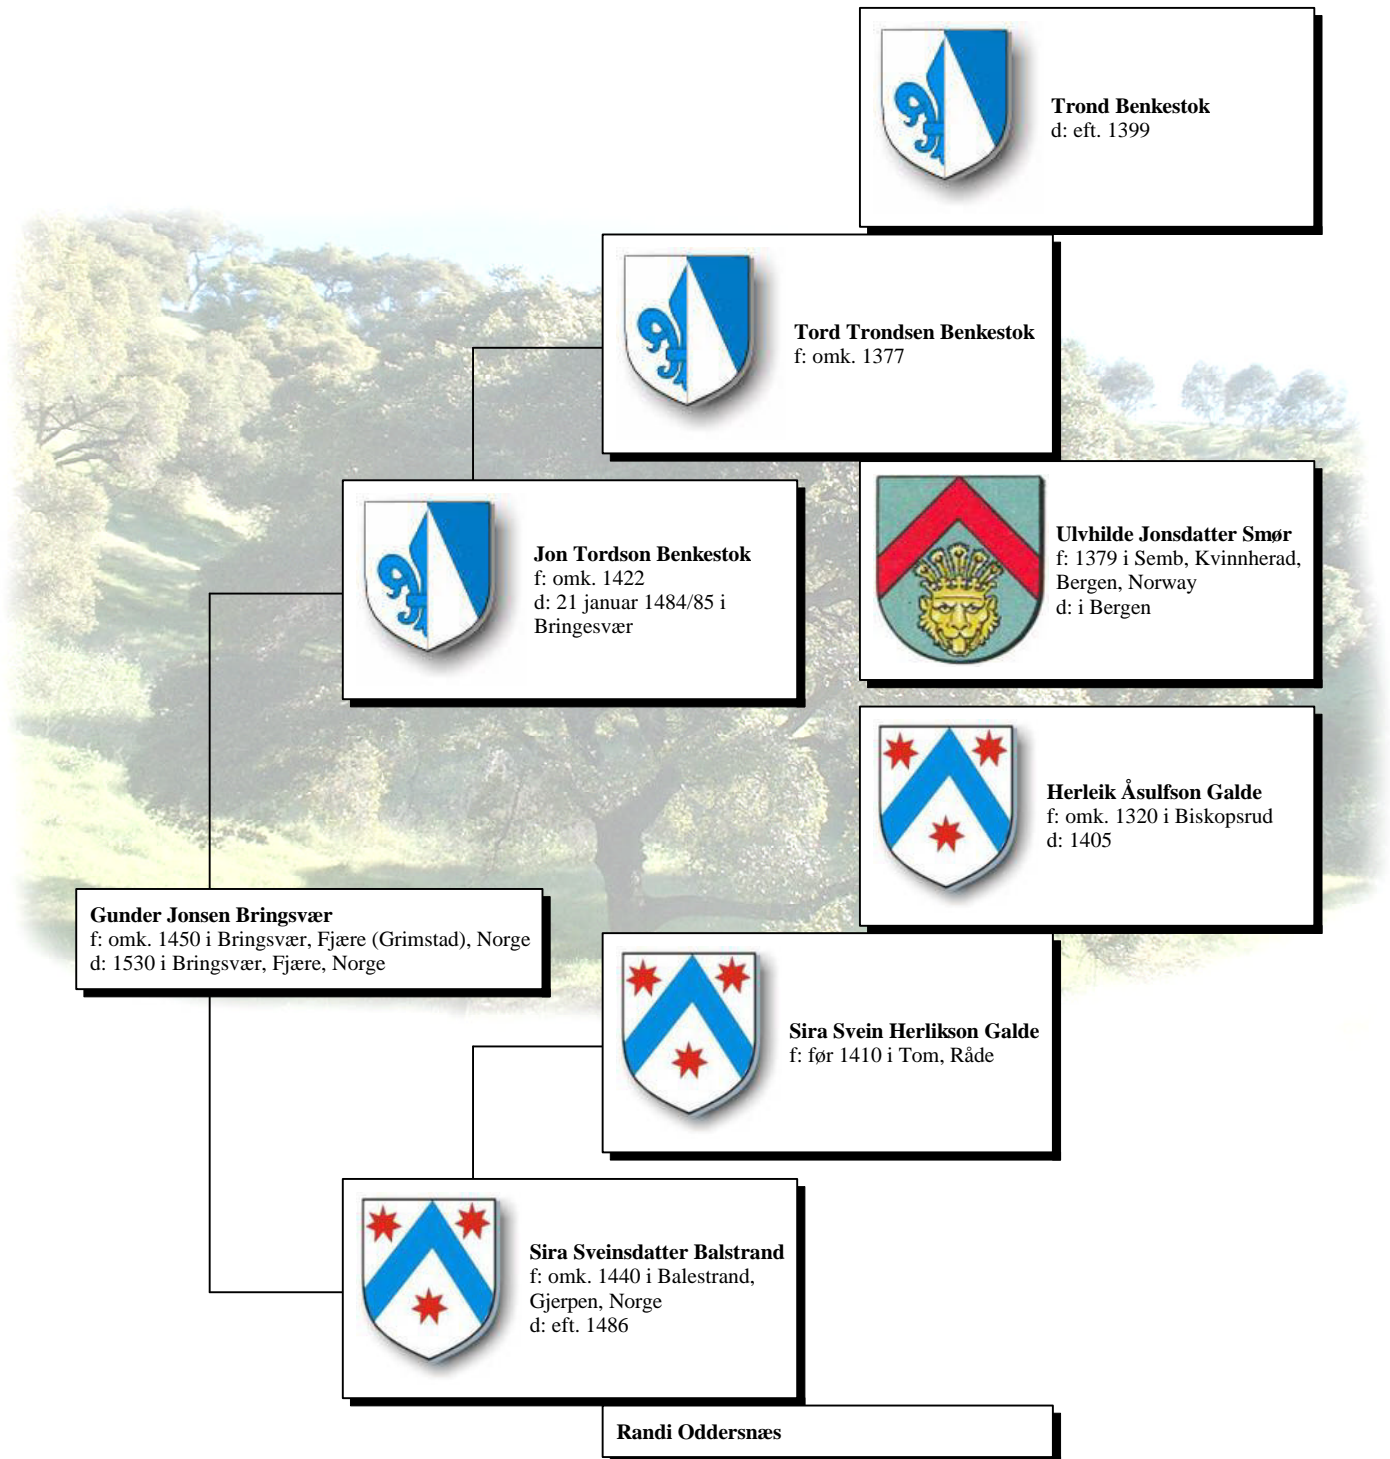 Trond Benkestok
d: eft. 1399
Tord Trondsen Benkestok
f: omk. 1377
Ulvhilde Jonsdatter Smør
f: 1379 i Semb, Kvinnherad,
Bergen, Norway
d: i Bergen
Jon Tordson Benkestok
f: omk. 1422
d: 21 januar 1484/85 i
Bringesvær
Herleik Åsulfson Galde
f: omk. 1320 i Biskopsrud
d: 1405
Gunder Jonsen Bringsvær
f: omk. 1450 i Bringsvær, Fjære (Grimstad), Norge
d: 1530 i Bringsvær, Fjære, Norge
Sira Svein Herlikson Galde
f: før 1410 i Tom, Råde
Sira Sveinsdatter Balstrand
f: omk. 1440 i Balestrand,
Gjerpen, Norge
d: eft. 1486
Randi Oddersnæs